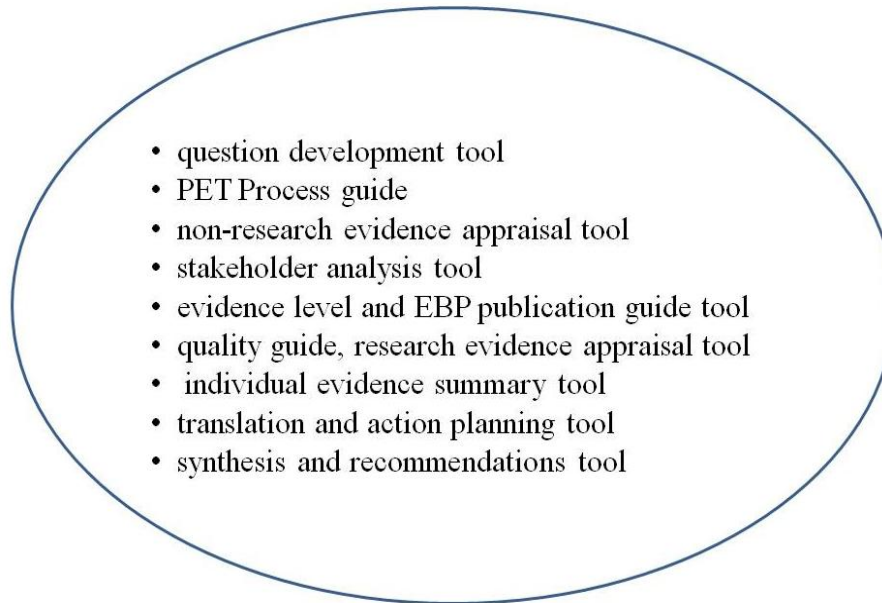 • question development tool
• PET Process guide
• non-research evidence appraisal tool
• stakeholder analysis tool
• evidence level and EBP publication guide tool
• quality guide, research evidence appraisal tool
• individual evidence summary tool
• translation and action planning tool
• synthesis and recommendations tool